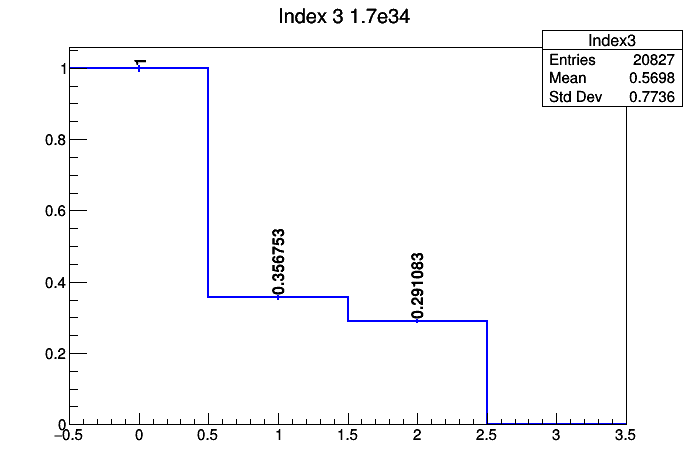 Index 3 1.7e34
Index3
Entries 20827
Mean 0.5698
Std Dev 0.7736
1
0.8
0.6
0.4
0.2
0
1
0.356753
0.291083
−0.5 0 0.5 1 1.5 2 2.5 3 3.5